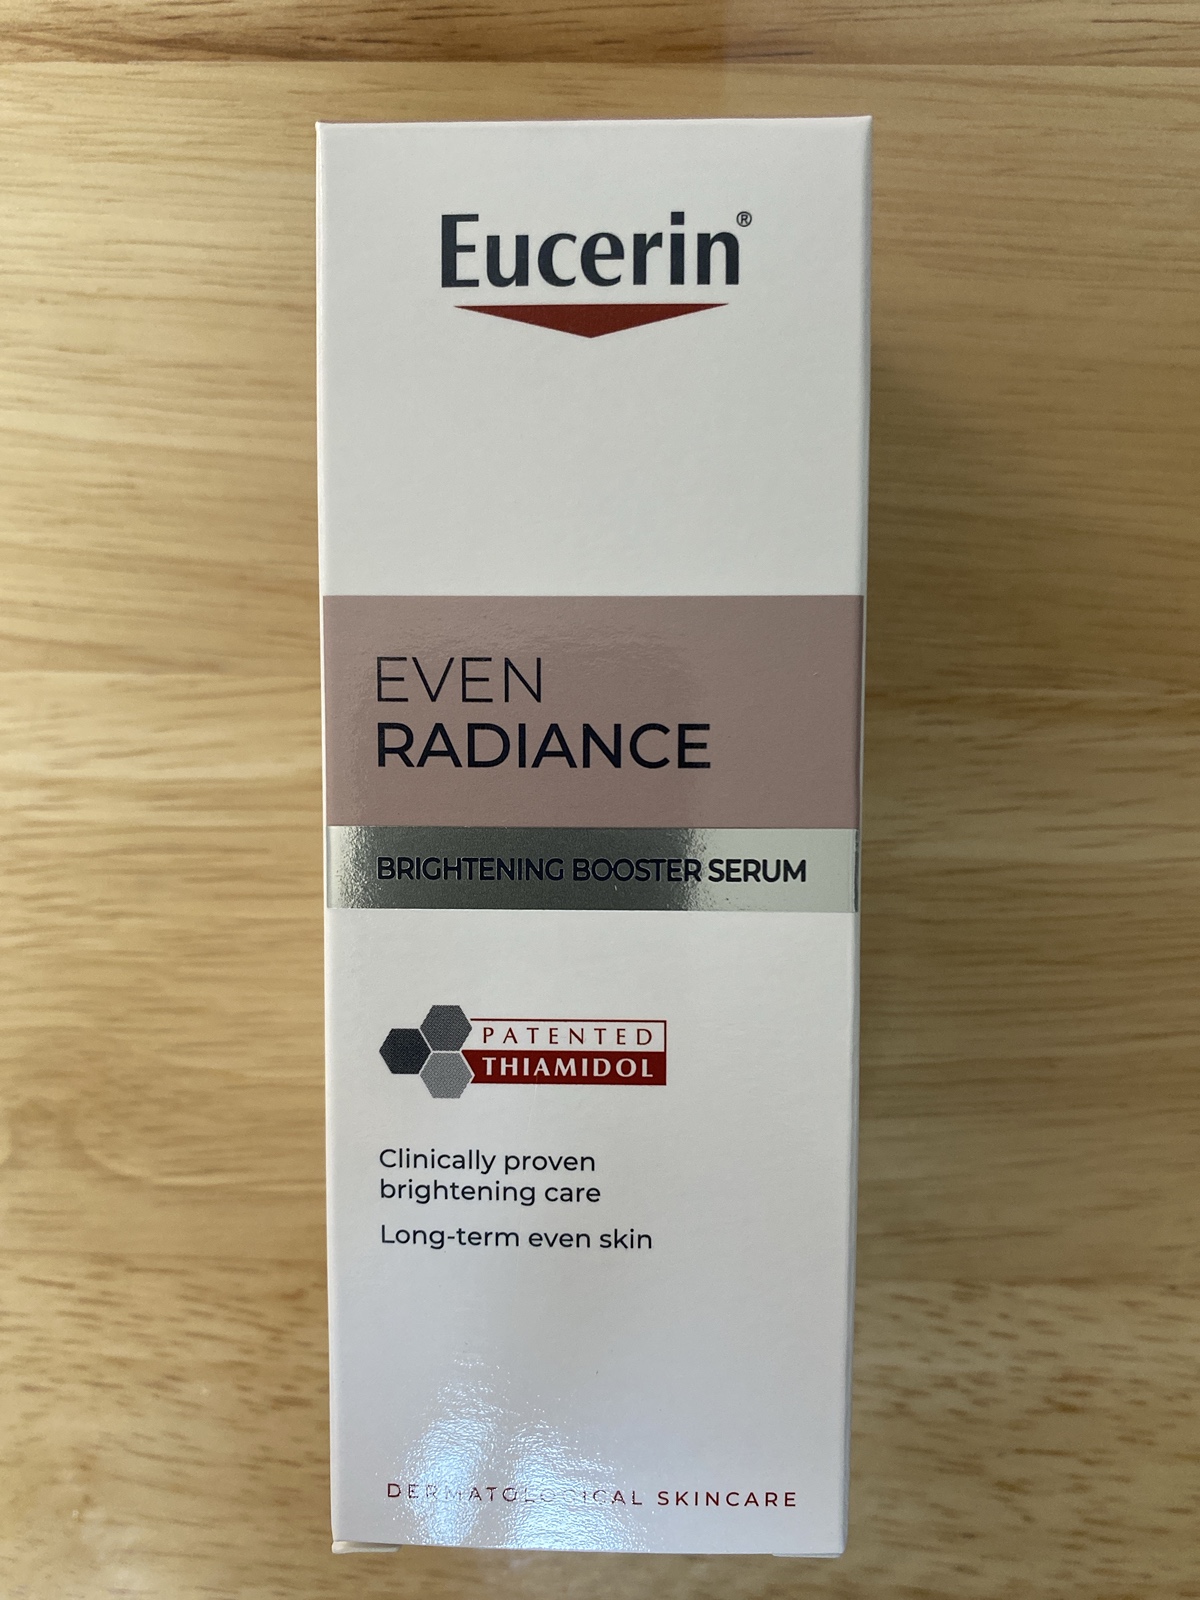 Eucerin®
EVEN
RADIANCE
BRIGHTENING BOOSTER SERUM
PATENTED
THIAMIDOL
Clinically proven
brightening care
Long-term even skin
DERMATOLOGICAL SKINCARE